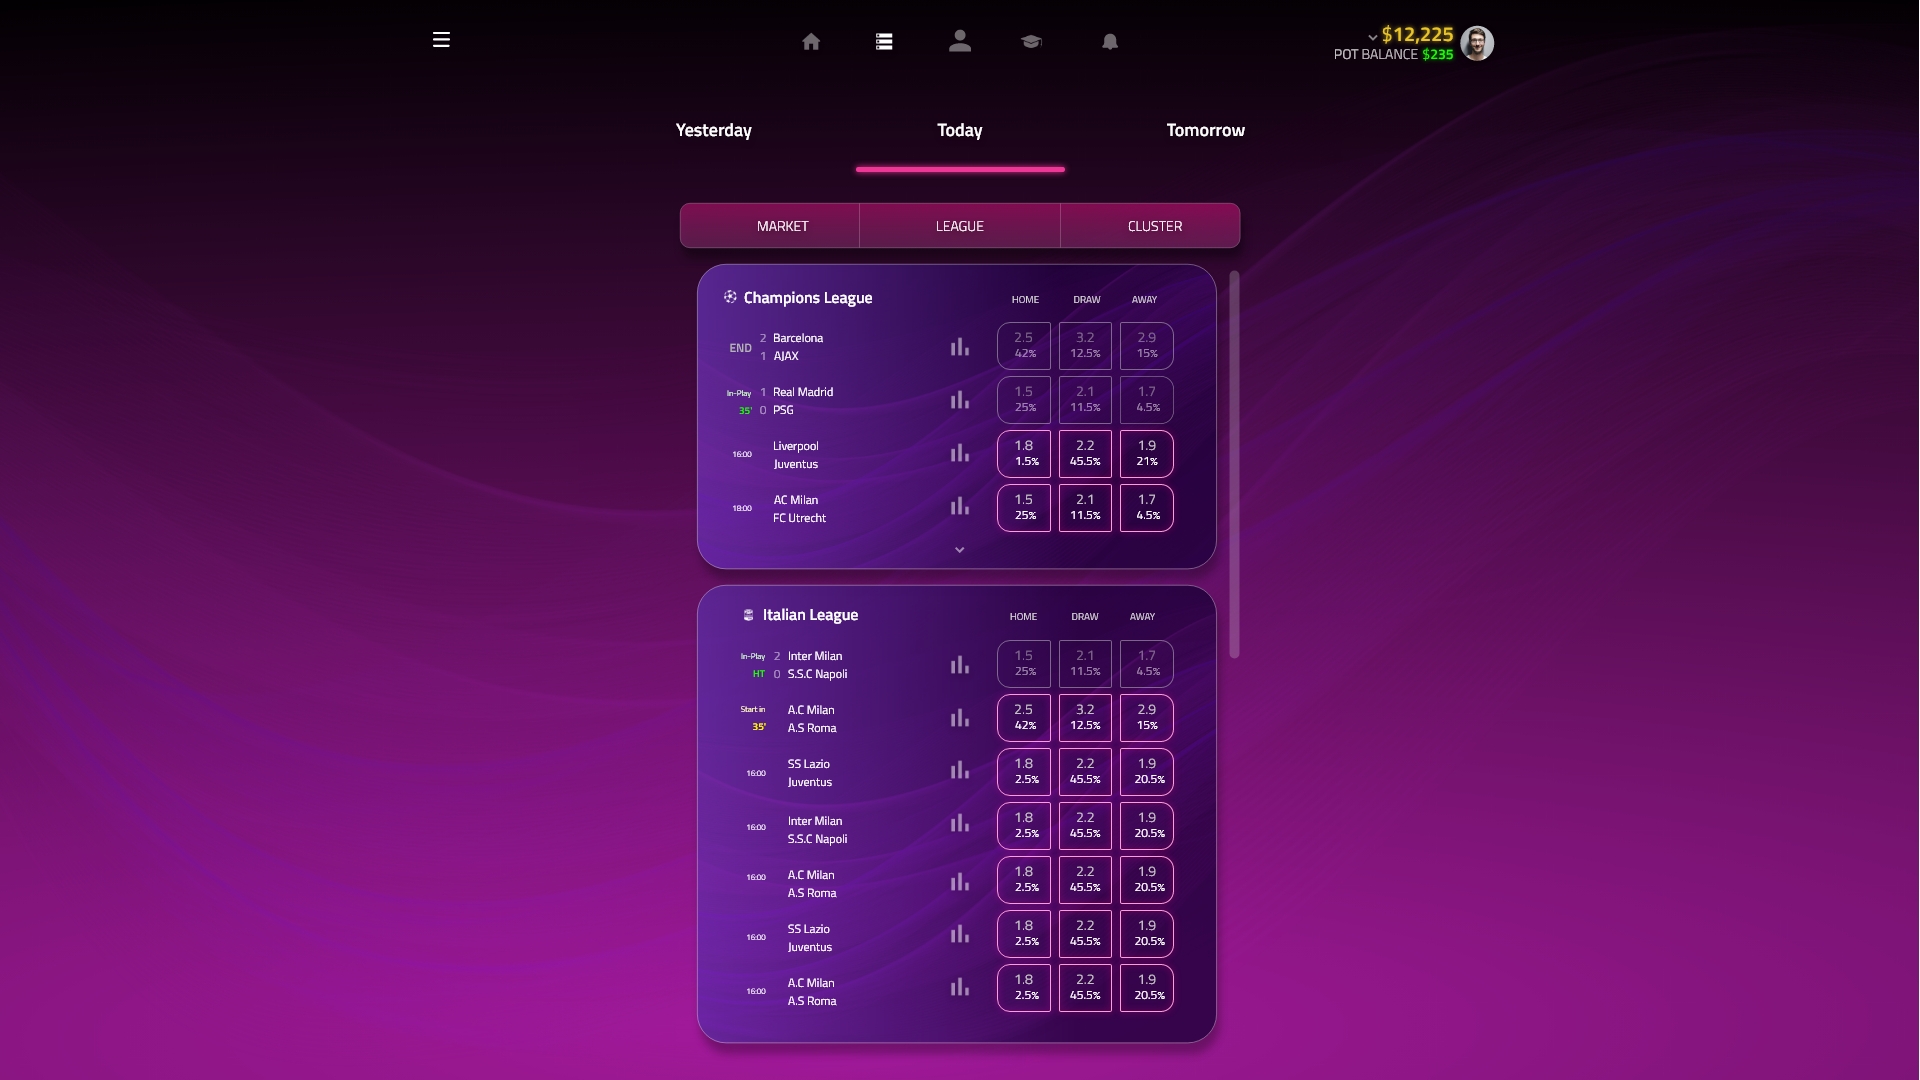 $12,225
POT BALANCE $235
Yesterday Today Tomorrow
MARKET LEAGUE CLUSTER
Champions League HOME DRAW AWAY
END 2 Barcelona 2.5 3.2 2.9
1 AJAX 42% 12.5% 15%
In-Play 1 Real Madrid 1.5 2.1 1.7
35' 0 PSG 25% 11.5% 4.5%
Liverpool 1.8 2.2 1.9
16:00
Juventus 1.5% 45.5% 21%
AC Milan 1.5 2.1 1.7
18:00
FC Utrecht 25% 11.5% 4.5%
Italian League HOME DRAW AWAY
In-Play 2 Inter Milan 1.5 2.1 1.7
HT 0 S.S.C Napoli 25% 11.5% 4.5%
Start in A.C Milan 2.5 3.2 2.9
35' A.S Roma 42% 12.5% 15%
SS Lazio 1.8 2.2 1.9
16:00
Juventus 2.5% 45.5% 20.5%
Inter Milan 1.8 2.2 1.9
16:00
S.S.C Napoli 2.5% 45.5% 20.5%
A.C Milan 1.8 2.2 1.9
16:00
A.S Roma 2.5% 45.5% 20.5%
SS Lazio 1.8 2.2 1.9
16:00
Juventus 2.5% 45.5% 20.5%
A.C Milan 1.8 2.2 1.9
16:00
A.S Roma 2.5% 45.5% 20.5%